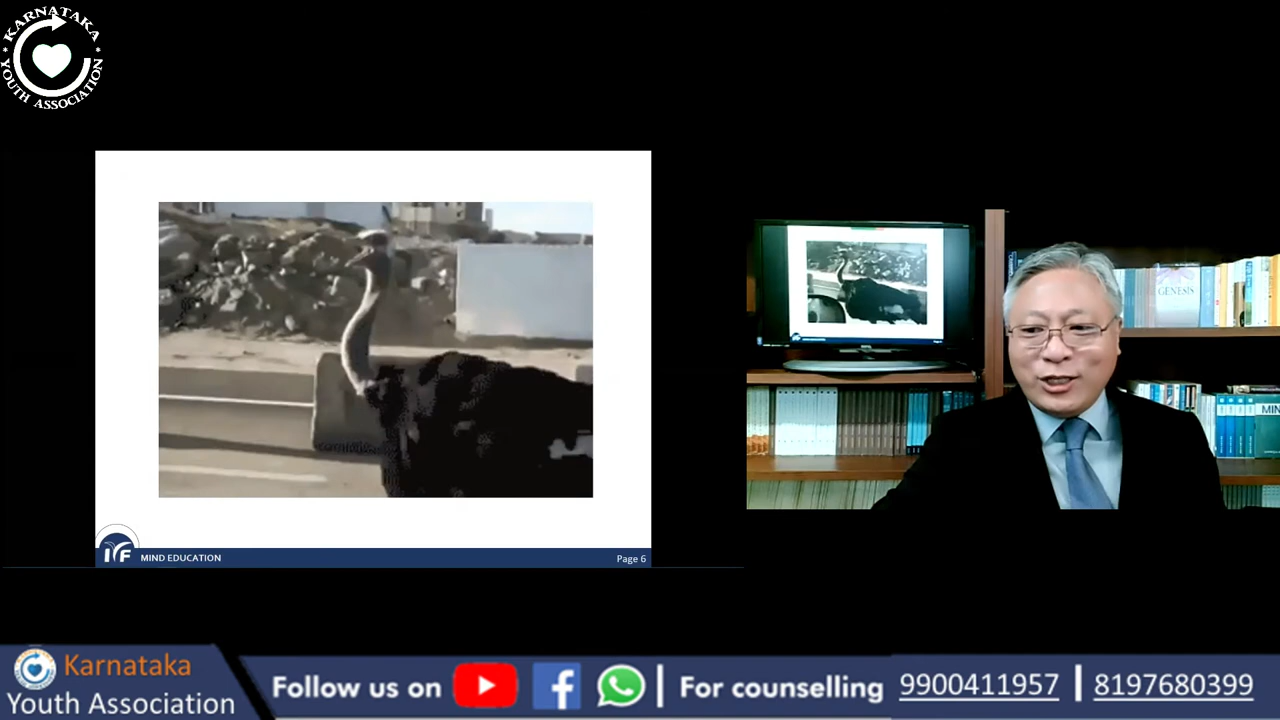 KARNATAKA
YOUTH ASSOCIATION
GENESIS
MIN
IYF MIND EDUCATION
Page 6
Karnataka
Youth Association
Follow us on
For counselling
9900411957
8197680399